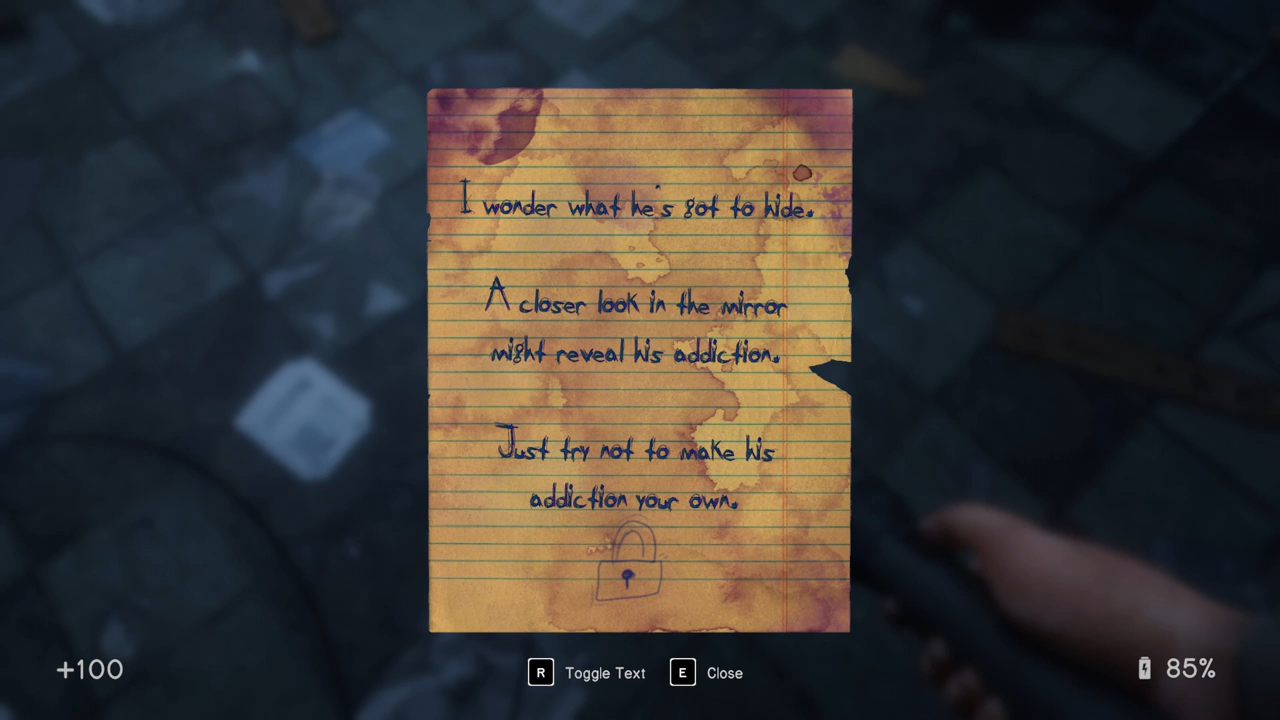 I wonder what he's got to hide.
A closer look in the mirror
might reveal his addiction.
Just try not to make his
addiction your own.
+100
R Toggle Text E Close
85%